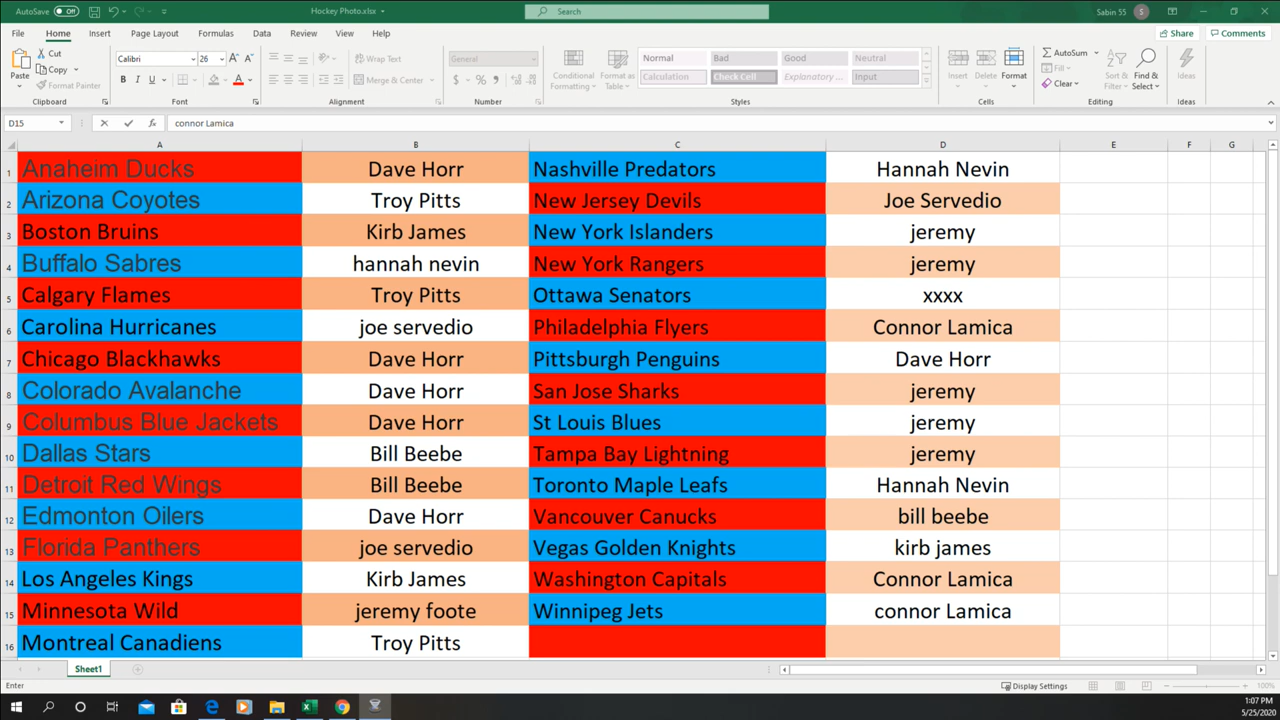 AutoSave Off Hockey Photo.xlsx Search Sabin 55 S
File Home Insert Page Layout Formulas Data Review View Help Share Comments
Paste Cut Copy Format Painter Clipboard
Calibri 26 A A B I U A Font
Wrap Text Merge & Center Alignment
General $ % Number
Conditional Formatting Format as Table Normal Bad Good Neutral Calculation Check Cell Explanatory ... Input Styles
Insert Delete Format Cells
AutoSum Fill Clear Sort & Filter Find & Select Editing
Ideas Ideas
D15 fx connor Lamica
A B C D E F G
1 Anaheim Ducks Dave Horr Nashville Predators Hannah Nevin
2 Arizona Coyotes Troy Pitts New Jersey Devils Joe Servedio
3 Boston Bruins Kirb James New York Islanders jeremy
4 Buffalo Sabres hannah nevin New York Rangers jeremy
5 Calgary Flames Troy Pitts Ottawa Senators xxxx
6 Carolina Hurricanes joe servedio Philadelphia Flyers Connor Lamica
7 Chicago Blackhawks Dave Horr Pittsburgh Penguins Dave Horr
8 Colorado Avalanche Dave Horr San Jose Sharks jeremy
9 Columbus Blue Jackets Dave Horr St Louis Blues jeremy
10 Dallas Stars Bill Beebe Tampa Bay Lightning jeremy
11 Detroit Red Wings Bill Beebe Toronto Maple Leafs Hannah Nevin
12 Edmonton Oilers Dave Horr Vancouver Canucks bill beebe
13 Florida Panthers joe servedio Vegas Golden Knights kirb james
14 Los Angeles Kings Kirb James Washington Capitals Connor Lamica
15 Minnesota Wild jeremy foote Winnipeg Jets connor Lamica
16 Montreal Canadiens Troy Pitts
Sheet1
Enter Display Settings 100%
1:07 PM
5/25/2020